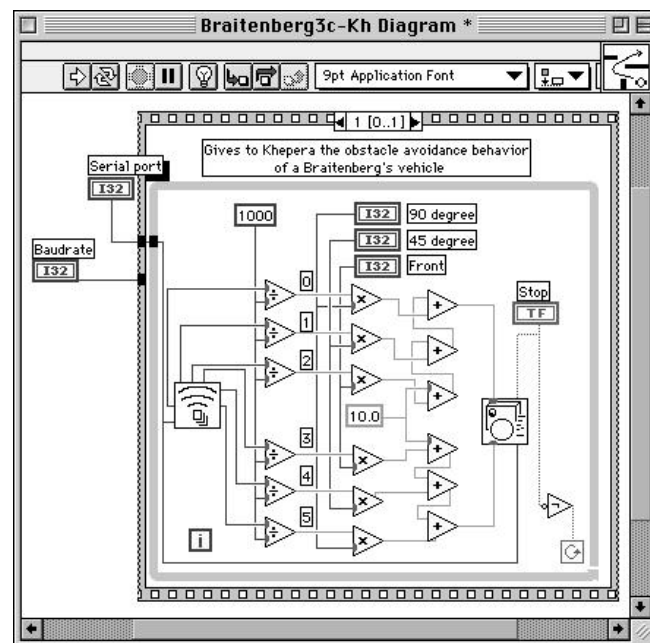 Braitenberg3c-Kh Diagram *
9pt Application Font
1 [0..1]
Gives to Khepera the obstacle avoidance behavior
of a Braitenberg's vehicle
Serial port
I32
Baudrate
I32
1000
I32 90 degree
I32 45 degree
I32 Front
Stop
TF
0
1
2
10.0
3
4
5
i